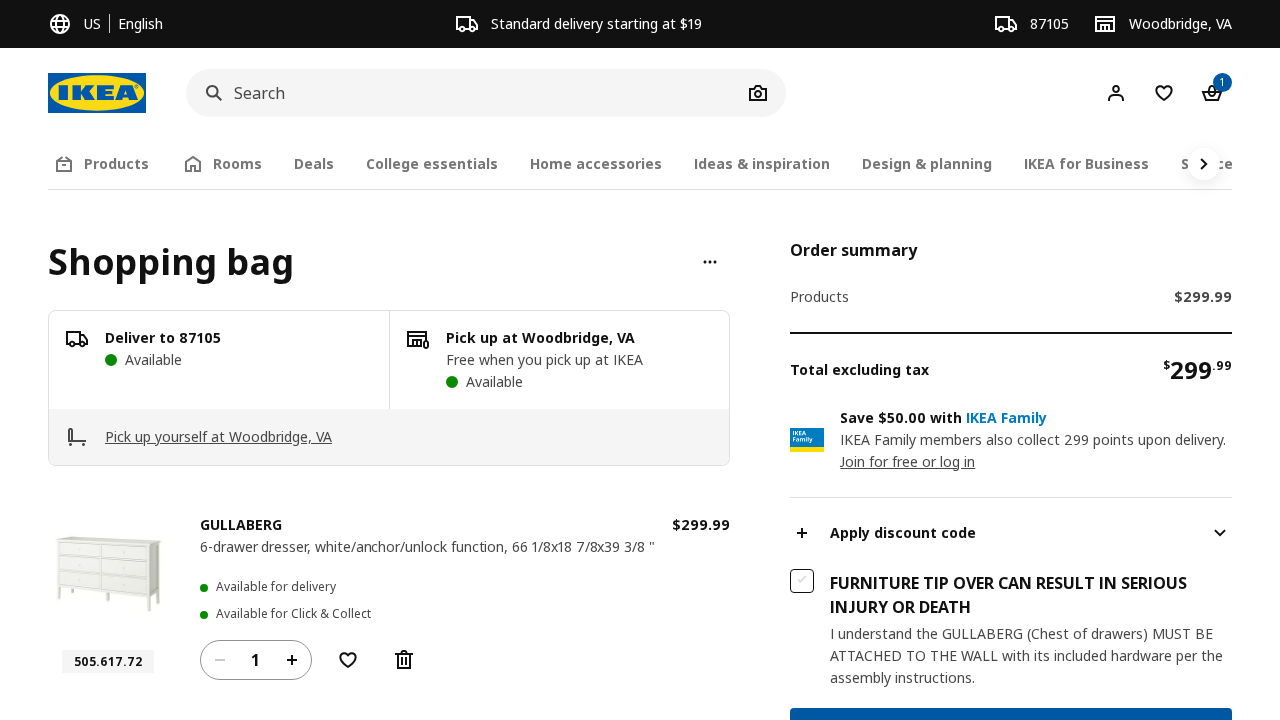 US English
Standard delivery starting at $19
87105
Woodbridge, VA
IKEA
Search
1
Products
Rooms
Deals
College essentials
Home accessories
Ideas & inspiration
Design & planning
IKEA for Business
Shopping bag
Deliver to 87105
Available
Pick up at Woodbridge, VA
Free when you pick up at IKEA
Available
Pick up yourself at Woodbridge, VA
GULLABERG
$299.99
6-drawer dresser, white/anchor/unlock function, 66 1/8x18 7/8x39 3/8 "
Available for delivery
Available for Click & Collect
505.617.72
1
Order summary
Products
$299.99
Total excluding tax
$299.99
IKEA
Family
Save $50.00 with IKEA Family
IKEA Family members also collect 299 points upon delivery.
Join for free or log in
Apply discount code
FURNITURE TIP OVER CAN RESULT IN SERIOUS
INJURY OR DEATH
I understand the GULLABERG (Chest of drawers) MUST BE
ATTACHED TO THE WALL with its included hardware per the
assembly instructions.